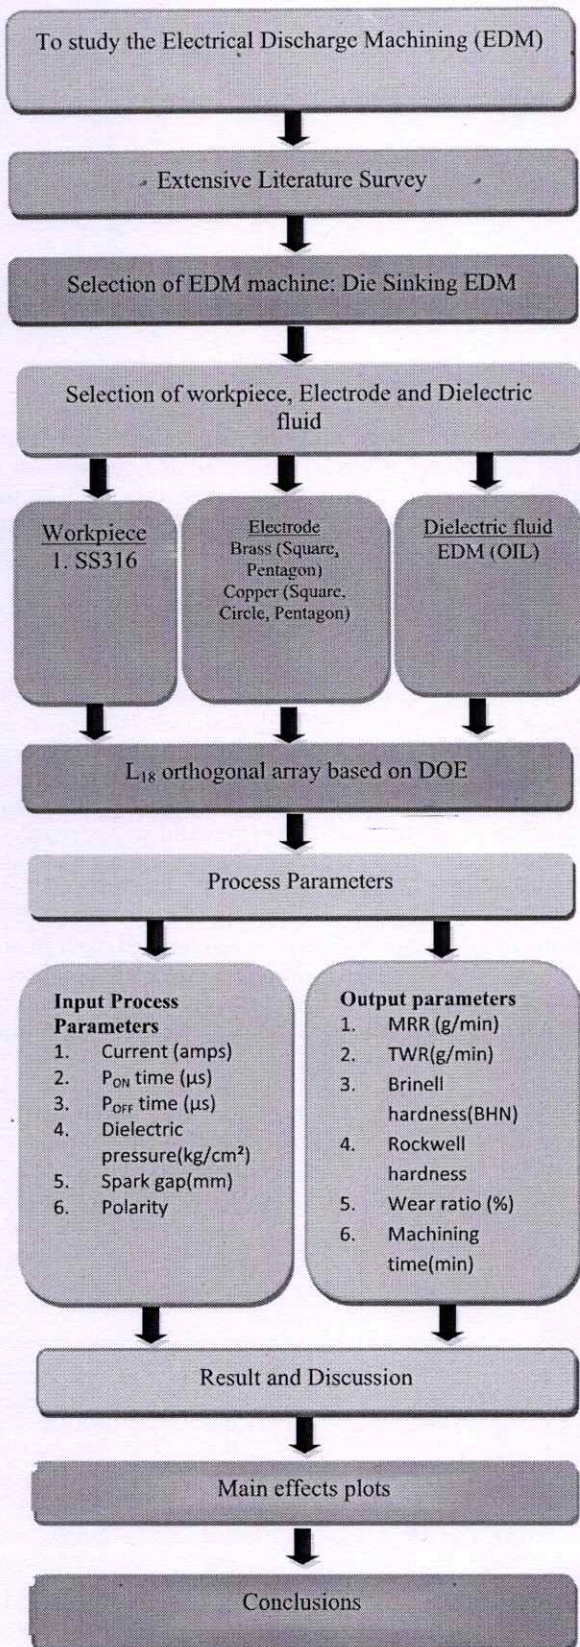 To study the Electrical Discharge Machining (EDM)
Extensive Literature Survey
Selection of EDM machine: Die Sinking EDM
Selection of workpiece, Electrode and Dielectric
fluid
Workpiece
1. SS316
Electrode
Brass (Square,
Pentagon)
Copper (Square,
Circle, Pentagon)
Dielectric fluid
EDM (OIL)
L₁₈ orthogonal array based on DOE
Process Parameters
Input Process
Parameters
1. Current (amps)
2. P_ON time (µs)
3. P_OFF time (µs)
4. Dielectric
pressure(kg/cm²)
5. Spark gap(mm)
6. Polarity
Output parameters
1. MRR (g/min)
2. TWR(g/min)
3. Brinell
hardness(BHN)
4. Rockwell
hardness
5. Wear ratio (%)
6. Machining
time(min)
Result and Discussion
Main effects plots
Conclusions